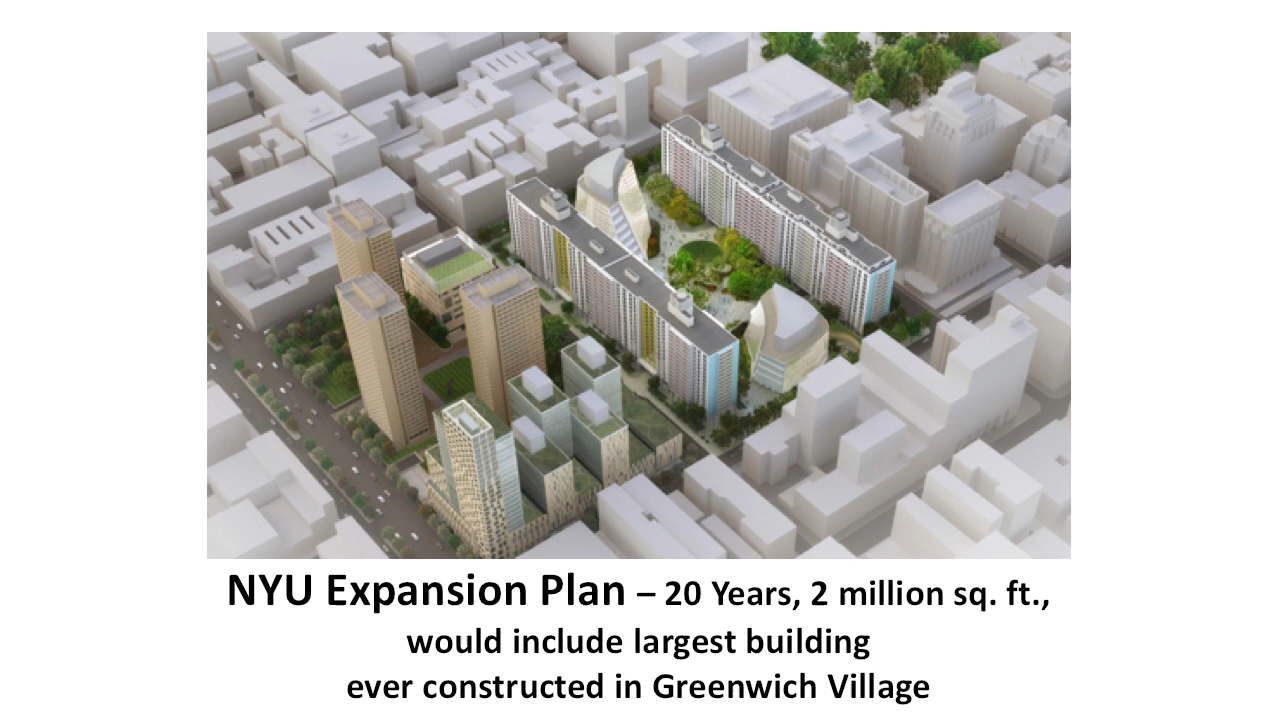 NYU Expansion Plan – 20 Years, 2 million sq. ft.,
would include largest building
ever constructed in Greenwich Village